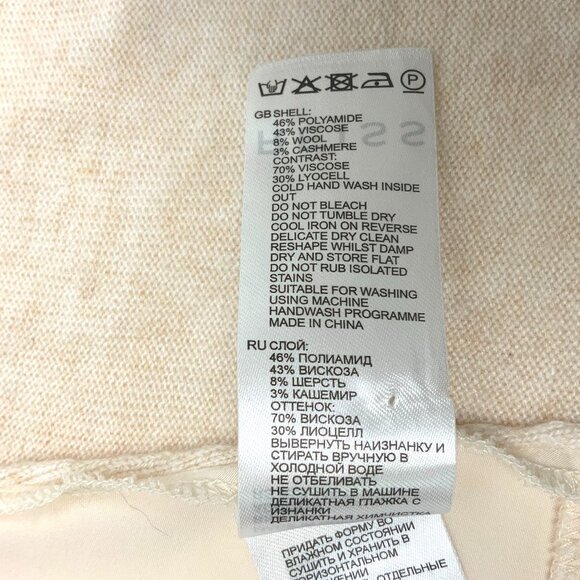 GB SHELL:
46% POLYAMIDE
43% VISCOSE
8% WOOL
3% CASHMERE
CONTRAST:
70% VISCOSE
30% LYOCELL
COLD HAND WASH INSIDE
OUT
DO NOT BLEACH
DO NOT TUMBLE DRY
COOL IRON ON REVERSE
DELICATE DRY CLEAN
RESHAPE WHILST DAMP
DRY AND STORE FLAT
DO NOT RUB ISOLATED
STAINS
SUITABLE FOR WASHING
USING MACHINE
HANDWASH PROGRAMME
MADE IN CHINA
RU СЛОЙ:
46% ПОЛИАМИД
43% ВИСКОЗА
8% ШЕРСТЬ
3% КАШЕМИР
ОТТЕНОК:
70% ВИСКОЗА
30% ЛИОЦЕЛЛ
ВЫВЕРНУТЬ НАИЗНАНКУ И
СТИРАТЬ ВРУЧНУЮ В
ХОЛОДНОЙ ВОДЕ
НЕ ОТБЕЛИВАТЬ
НЕ СУШИТЬ В МАШИНЕ
ДЕЛИКАТНАЯ ГЛАЖКА С
ИЗНАНКИ
ДЕЛИКАТНАЯ ХИМЧИСТКА
ПРИДАТЬ ФОРМУ ВО
ВЛАЖНОМ СОСТОЯНИИ
СУШИТЬ И ХРАНИТЬ В
ГОРИЗОНТАЛЬНОМ
ОТДЕЛЬНЫЕ